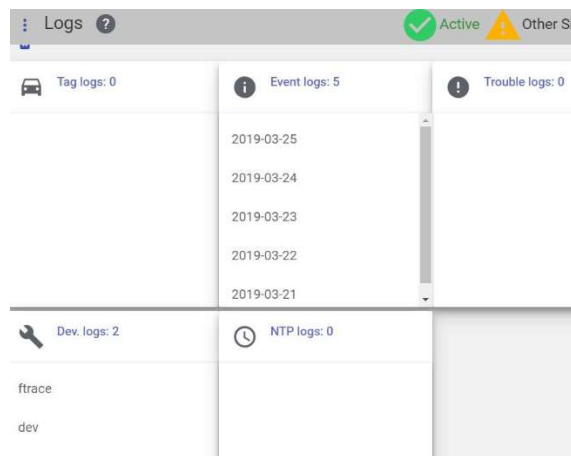 Logs ?
Active
Other S
Tag logs: 0
Event logs: 5
Trouble logs: 0
2019-03-25
2019-03-24
2019-03-23
2019-03-22
2019-03-21
Dev. logs: 2
NTP logs: 0
ftrace
dev